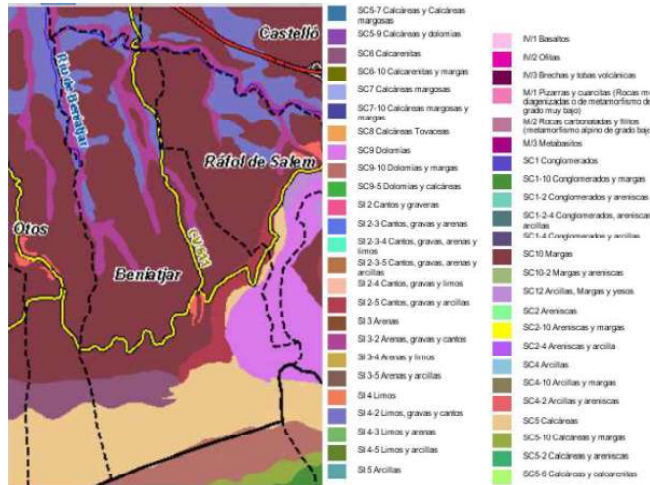 Castelló
Río de Beniatjar
Ráfol de Salem
Otos
Beniatjar
SC5-7 Calcáreas y Calcáreas
margosas
SC5-9 Calcáreas y dolomías
SC6 Calcarenitas
SC6-10 Calcarenitas y margas
SC7 Calcáreas margosas
SC7-10 Calcáreas margosas y
margas
SC8 Calcáreas Tovaceas
SC9 Dolomías
SC9-10 Dolomías y margas
SC9-5 Dolomías y calcáreas
SI 2 Cantos y graveras
SI 2-3 Cantos, gravas y arenas
SI 2-3-4 Cantos, gravas, arenas y
limos
SI 2-3-5 Cantos, gravas, arenas y
arcillas
SI 2-4 Cantos, gravas y limos
SI 2-5 Cantos, gravas y arcillas
SI 3 Arenas
SI 3-2 Arenas, gravas y cantos
SI 3-4 Arenas y limos
SI 3-5 Arenas y arcillas
SI 4 Limos
SI 4-2 Limos, gravas y cantos
SI 4-3 Limos y arenas
SI 4-5 Limos y arcillas
SI 5 Arcillas
IV/1 Basaltos
IV/2 Ofitas
IV/3 Brechas y tobas volcánicas
M/1 Pizarras y cuarcitas (Rocas m
diagenizadas o de metamorfismo de
grado muy bajo)
M/2 Rocas carbonatadas y filitos
(metamorfismo alpino de grado bajo
M/3 Metabasitos
SC1 Conglomerados
SC1-10 Conglomerados y margas
SC1-2 Conglomerados y areniscas
SC1-2-4 Conglomerados, areniscas
arcillas
SC1-4 Conglomerados y arcillas
SC10 Margas
SC10-2 Margas y areniscas
SC12 Arcillas, Margas y yesos
SC2 Areniscas
SC2-10 Areniscas y margas
SC2-4 Areniscas y arcilla
SC4 Arcillas
SC4-10 Arcillas y margas
SC4-2 Arcillas y areniscas
SC5 Calcáreas
SC5-10 Calcáreas y margas
SC5-2 Calcáreas y areniscas
SC5-6 Calcáreas y calcarenitas